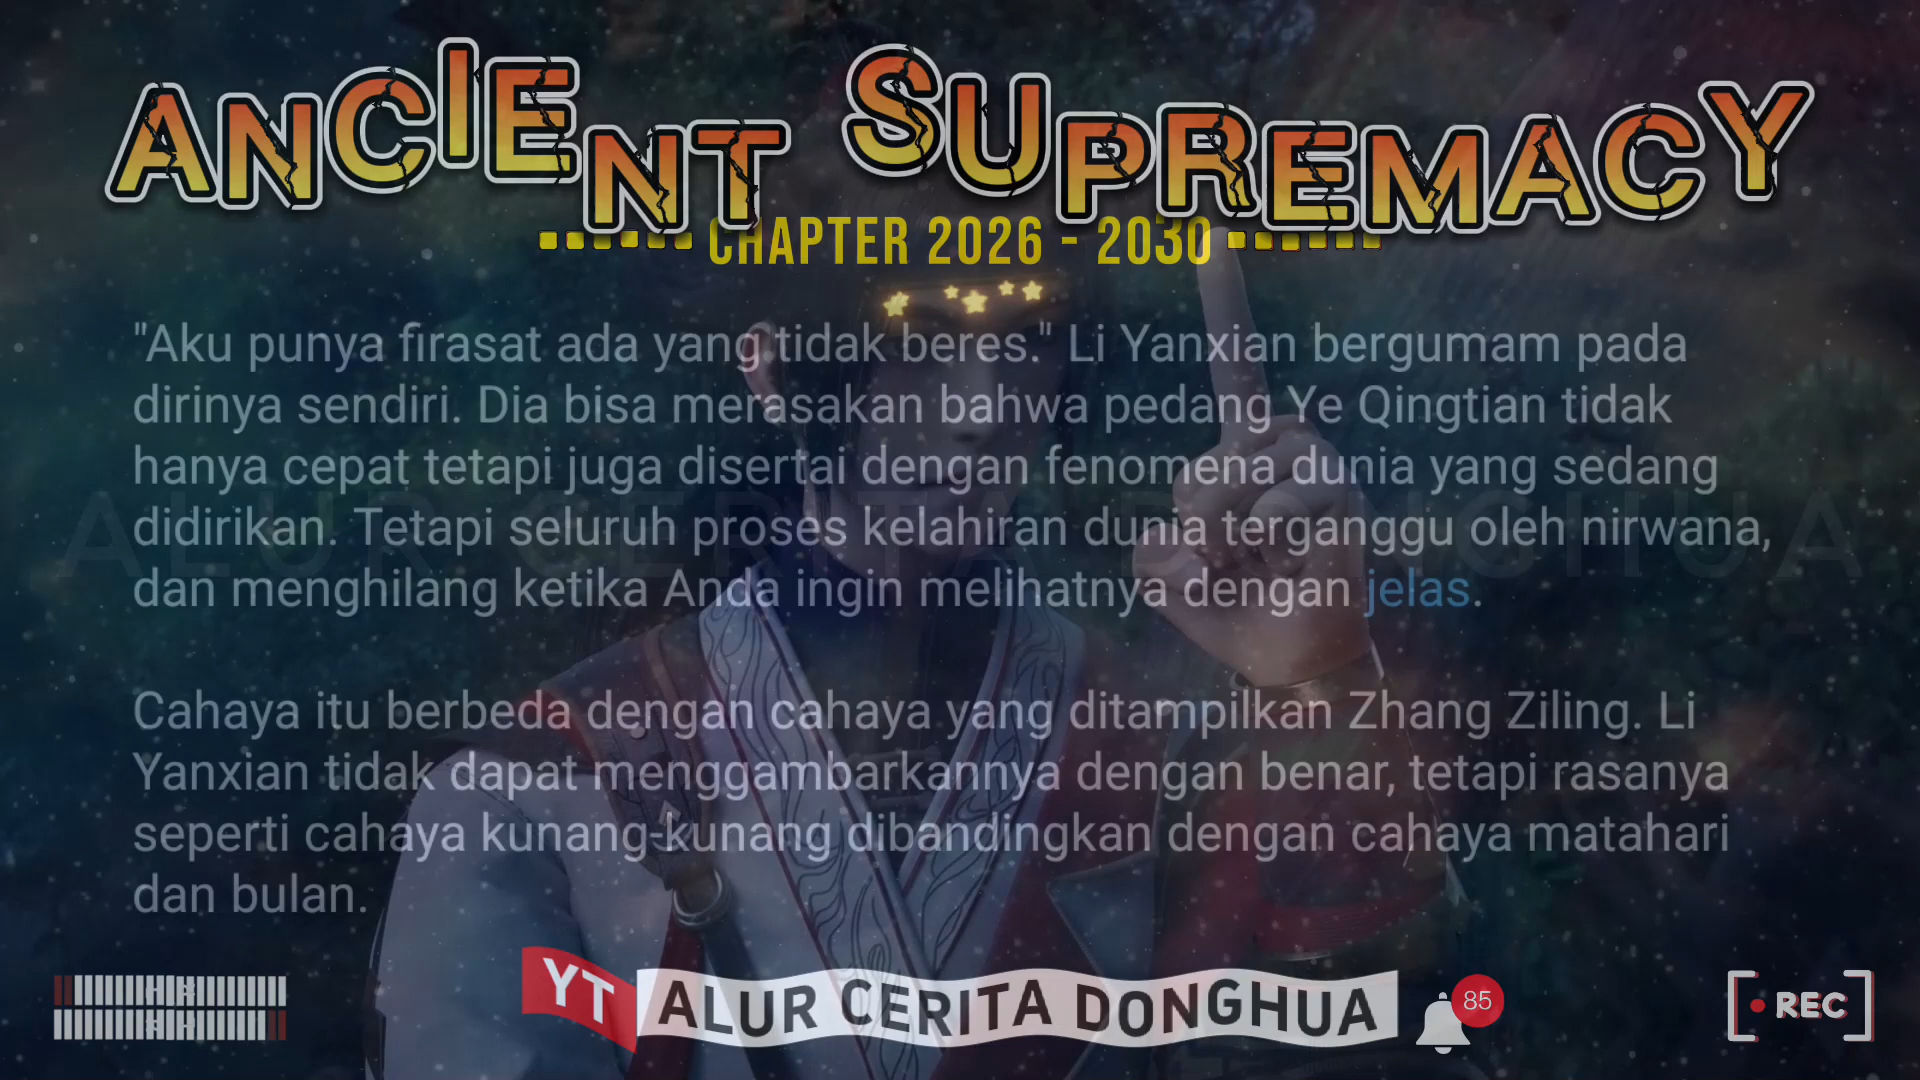 ANCIENT SUPREMACY
CHAPTER 2026 - 2030
"Aku punya firasat ada yang tidak beres." Li Yanxian bergumam pada
dirinya sendiri. Dia bisa merasakan bahwa pedang Ye Qingtian tidak
hanya cepat tetapi juga disertai dengan fenomena dunia yang sedang
didirikan. Tetapi seluruh proses kelahiran dunia terganggu oleh nirwana,
dan menghilang ketika Anda ingin melihatnya dengan jelas.
ALUR CERITA DONGHUA
Cahaya itu berbeda dengan cahaya yang ditampilkan Zhang Ziling. Li
Yanxian tidak dapat menggambarkannya dengan benar, tetapi rasanya
seperti cahaya kunang-kunang dibandingkan dengan cahaya matahari
dan bulan.
YT ALUR CERITA DONGHUA
85
REC